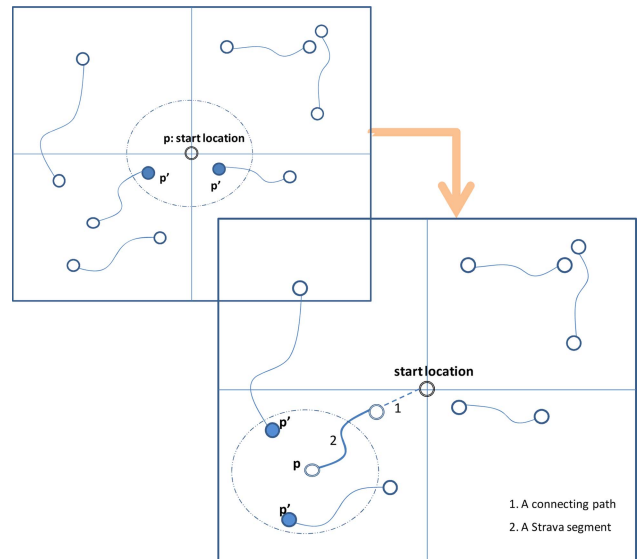 p: start location
p’
p’
start location
1
p’
2
p
p’
1. A connecting path
2. A Strava segment